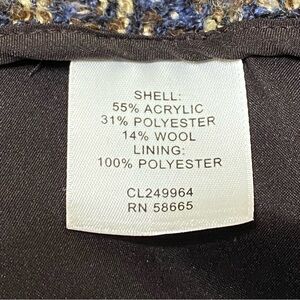 SHELL:
55% ACRYLIC
31% POLYESTER
14% WOOL
LINING:
100% POLYESTER
CL249964
RN 58665